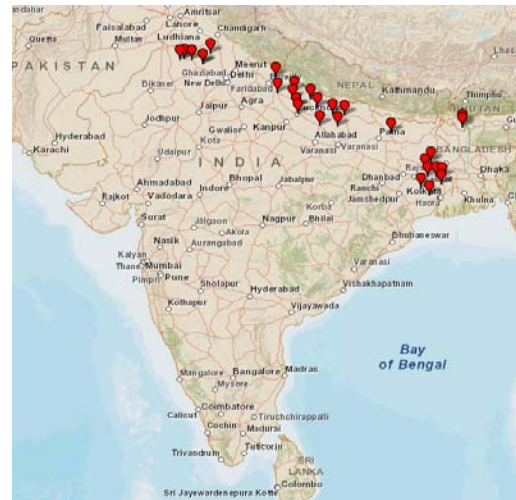 Amritsar
Faisalabad
Lahore
Chandigarh
Quetta
Multan
Ludhiana
PAKISTAN
Meerut
Ghaziabad
Delhi
New Delhi
Bikaner
Faridabad
NEPAL
Kathmandu
Thimphu
BHUTAN
Jaipur
Agra
Jodhpur
Gwalior
Kanpur
Hyderabad
Karachi
Kota
Udaipur
Allahabad
Varanasi
Varanasi
Patna
BANGLADESH
INDIA
Bhopal
Jabalpur
Dhanbad
Ranchi
Jamshedpur
Kolkata
Haora
Dhaka
Khulna
Ahmadabad
Rajkot
Vadodara
Indore
Korba
Surat
Jalgaon
Akola
Nagpur
Bhilai
Bhubaneswar
Nasik
Aurangabad
Kalyan
Thane
Mumbai
Pimpri
Pune
Varanasi
Sholapur
Hyderabad
Vishakhapatnam
Kolhapur
Vijayawada
Bay
of Bengal
Mangalore
Bangalore
Madras
Mysore
Calicut
Coimbatore
Tiruchchirappalli
Cochin
Madurai
Trivandrum
Tuticorin
SRI
LANKA
Colombo
Sri Jayewardenepura Kotte